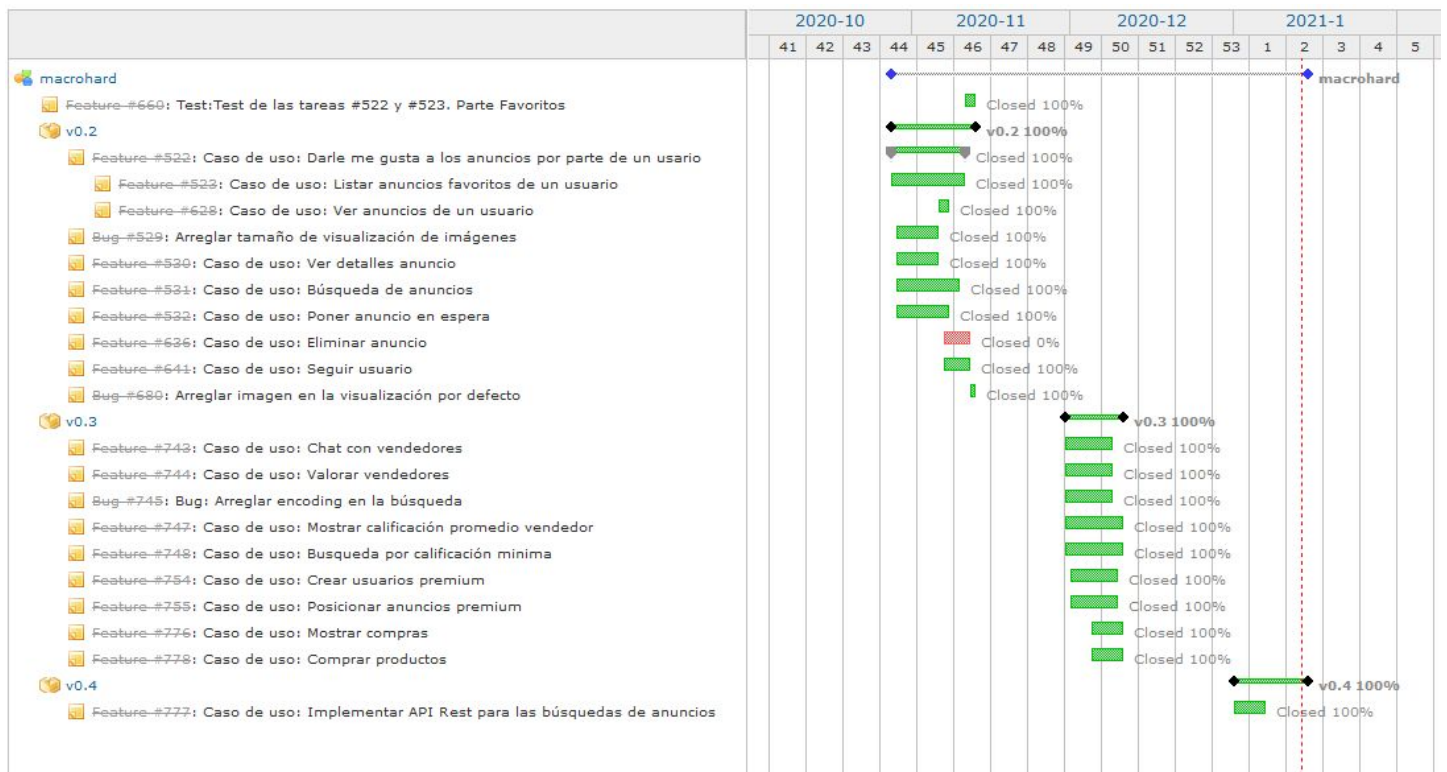 2020-10 2020-11 2020-12 2021-1
41 42 43 44 45 46 47 48 49 50 51 52 53 1 2 3 4 5
macrohard macrohard
Feature #660: Test:Test de las tareas #522 y #523. Parte Favoritos Closed 100%
v0.2 v0.2 100%
Feature #522: Caso de uso: Darle me gusta a los anuncios por parte de un usario Closed 100%
Feature #523: Caso de uso: Listar anuncios favoritos de un usuario Closed 100%
Feature #628: Caso de uso: Ver anuncios de un usuario Closed 100%
Bug #529: Arreglar tamaño de visualización de imágenes Closed 100%
Feature #530: Caso de uso: Ver detalles anuncio Closed 100%
Feature #531: Caso de uso: Búsqueda de anuncios Closed 100%
Feature #532: Caso de uso: Poner anuncio en espera Closed 100%
Feature #636: Caso de uso: Eliminar anuncio Closed 0%
Feature #641: Caso de uso: Seguir usuario Closed 100%
Bug #680: Arreglar imagen en la visualización por defecto Closed 100%
v0.3 v0.3 100%
Feature #743: Caso de uso: Chat con vendedores Closed 100%
Feature #744: Caso de uso: Valorar vendedores Closed 100%
Bug #745: Bug: Arreglar encoding en la búsqueda Closed 100%
Feature #747: Caso de uso: Mostrar calificación promedio vendedor Closed 100%
Feature #748: Caso de uso: Busqueda por calificación minima Closed 100%
Feature #754: Caso de uso: Crear usuarios premium Closed 100%
Feature #755: Caso de uso: Posicionar anuncios premium Closed 100%
Feature #776: Caso de uso: Mostrar compras Closed 100%
Feature #778: Caso de uso: Comprar productos Closed 100%
v0.4 v0.4 100%
Feature #777: Caso de uso: Implementar API Rest para las búsquedas de anuncios Closed 100%